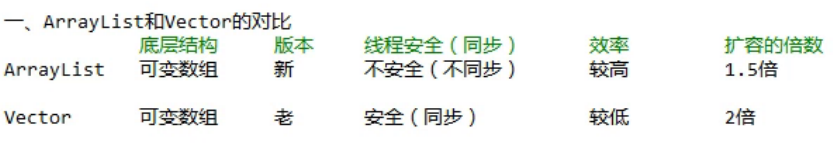 一、ArrayList和Vector的对比
底层结构 版本 线程安全（同步） 效率 扩容的倍数
ArrayList 可变数组 新 不安全（不同步） 较高 1.5倍
Vector 可变数组 老 安全（同步） 较低 2倍